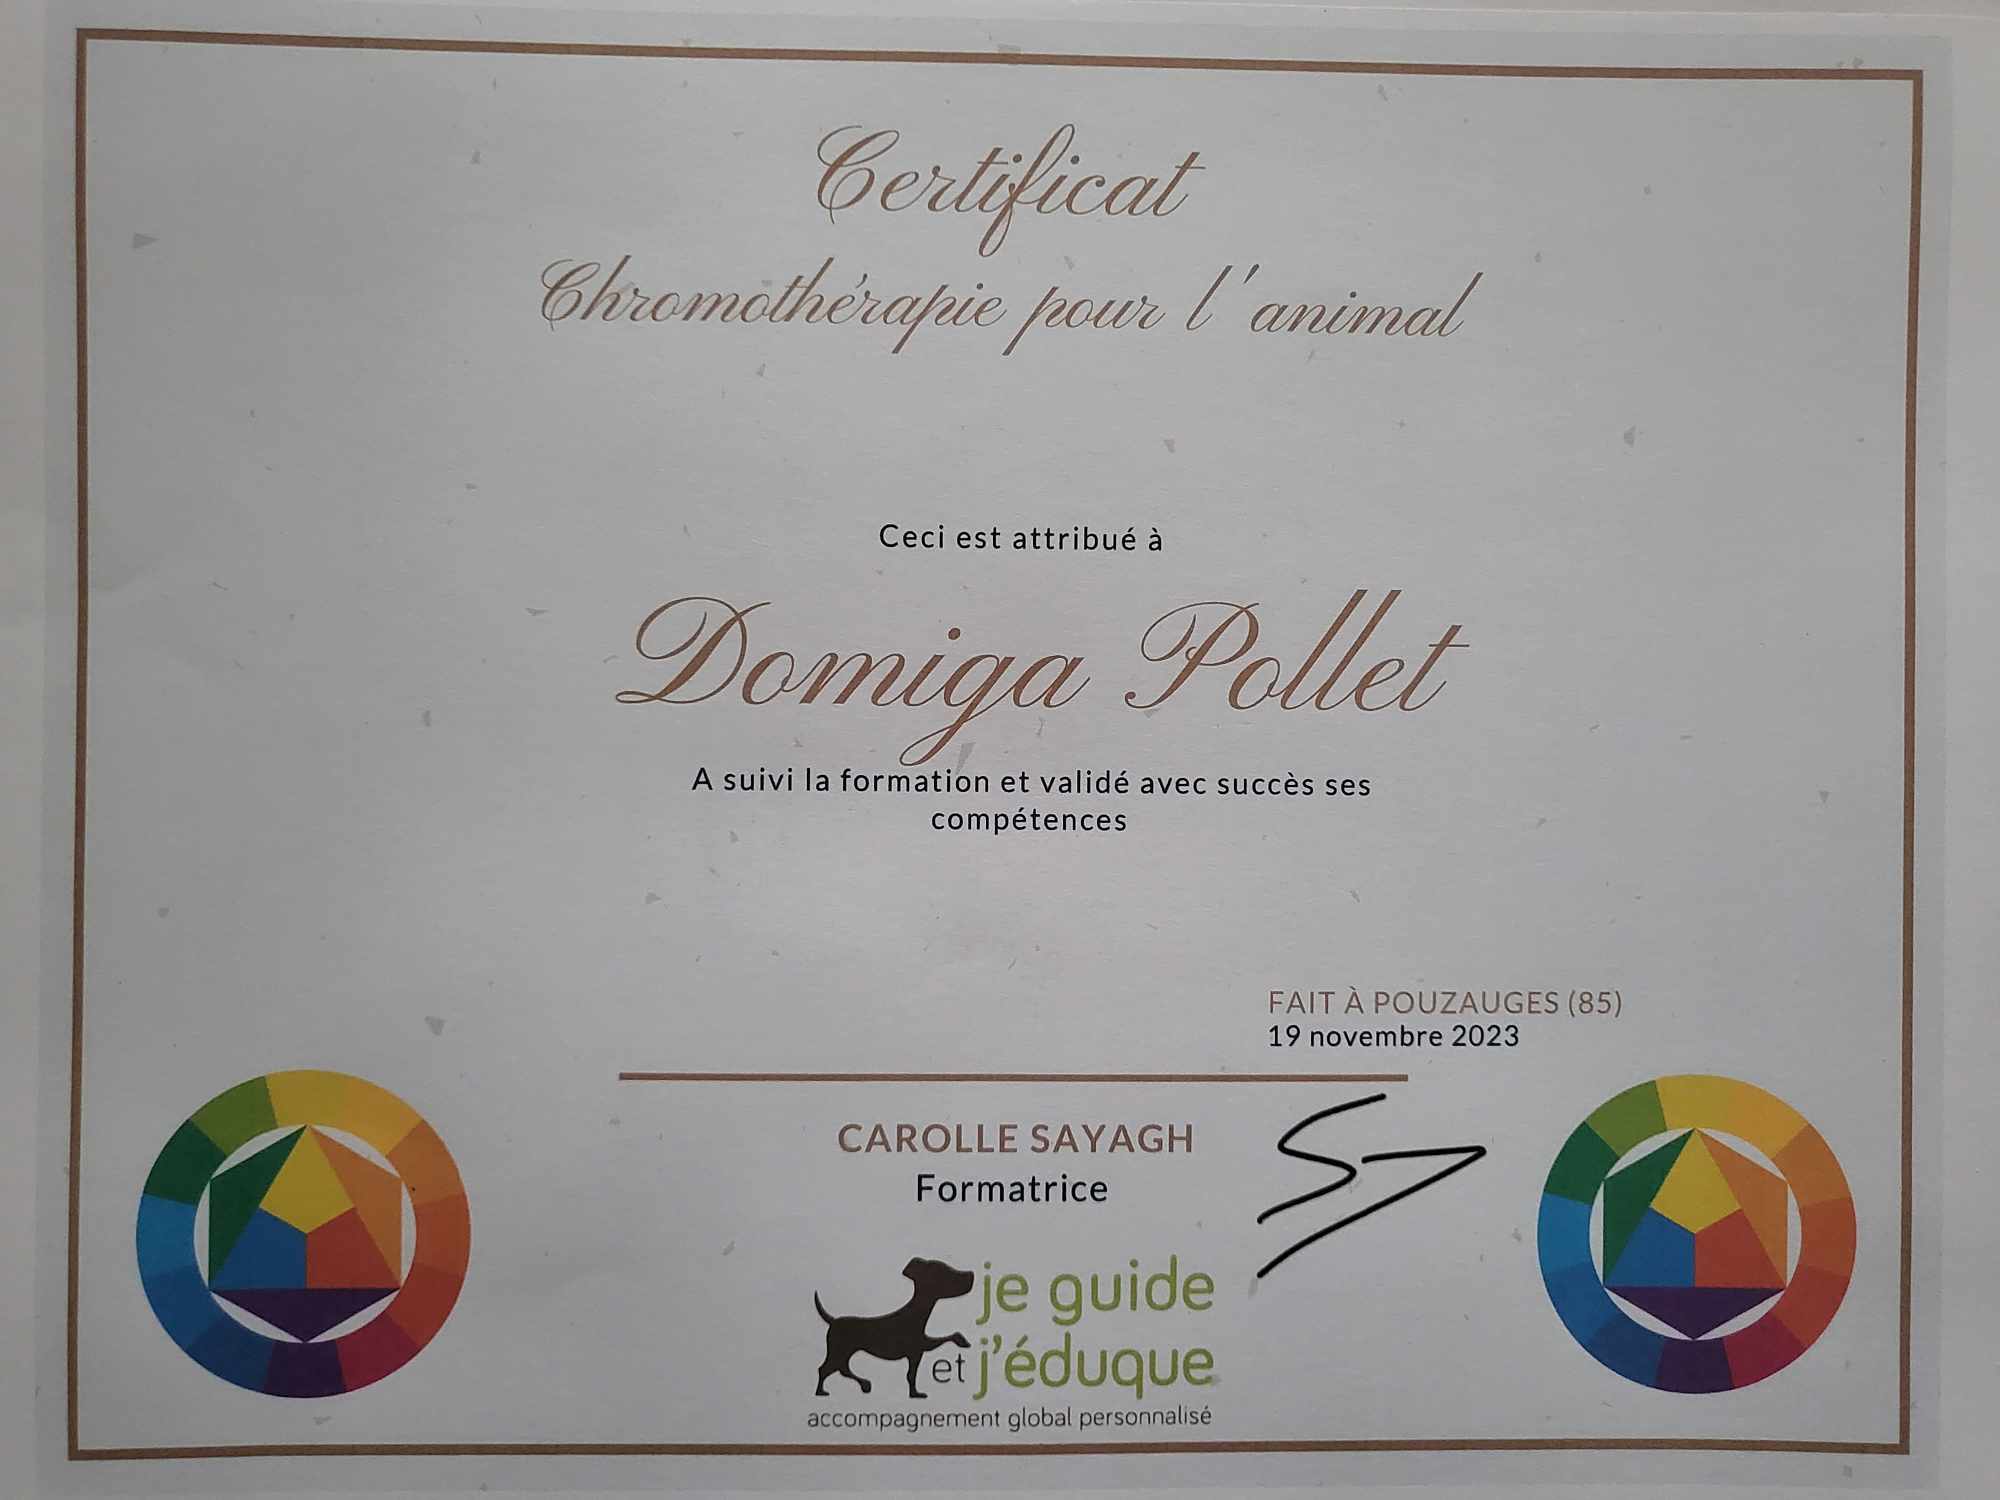 Certificat
Chromothérapie pour l'animal
Ceci est attribué à
Domiga Pollet
A suivi la formation et validé avec succès ses
compétences
FAIT À POUZAUGES (85)
19 novembre 2023
CAROLLE SAYAGH
Formatrice
je guide
et j'éduque
accompagnement global personnalisé